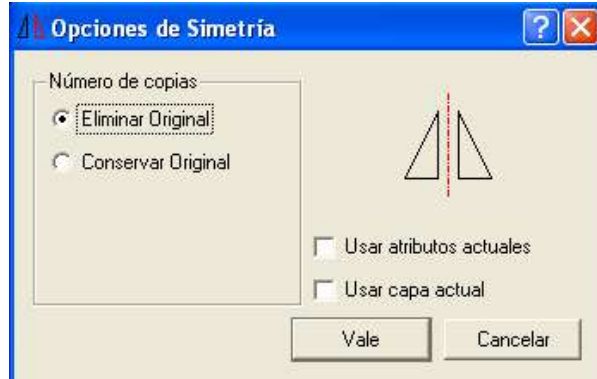 Opciones de Simetría
Número de copias
Eliminar Original
Conservar Original
Usar atributos actuales
Usar capa actual
Vale
Cancelar